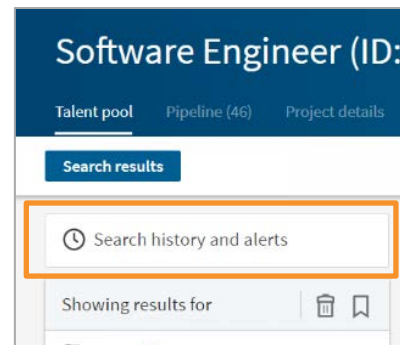 Software Engineer (ID:
Talent pool Pipeline (46) Project details
Search results
Search history and alerts
Showing results for